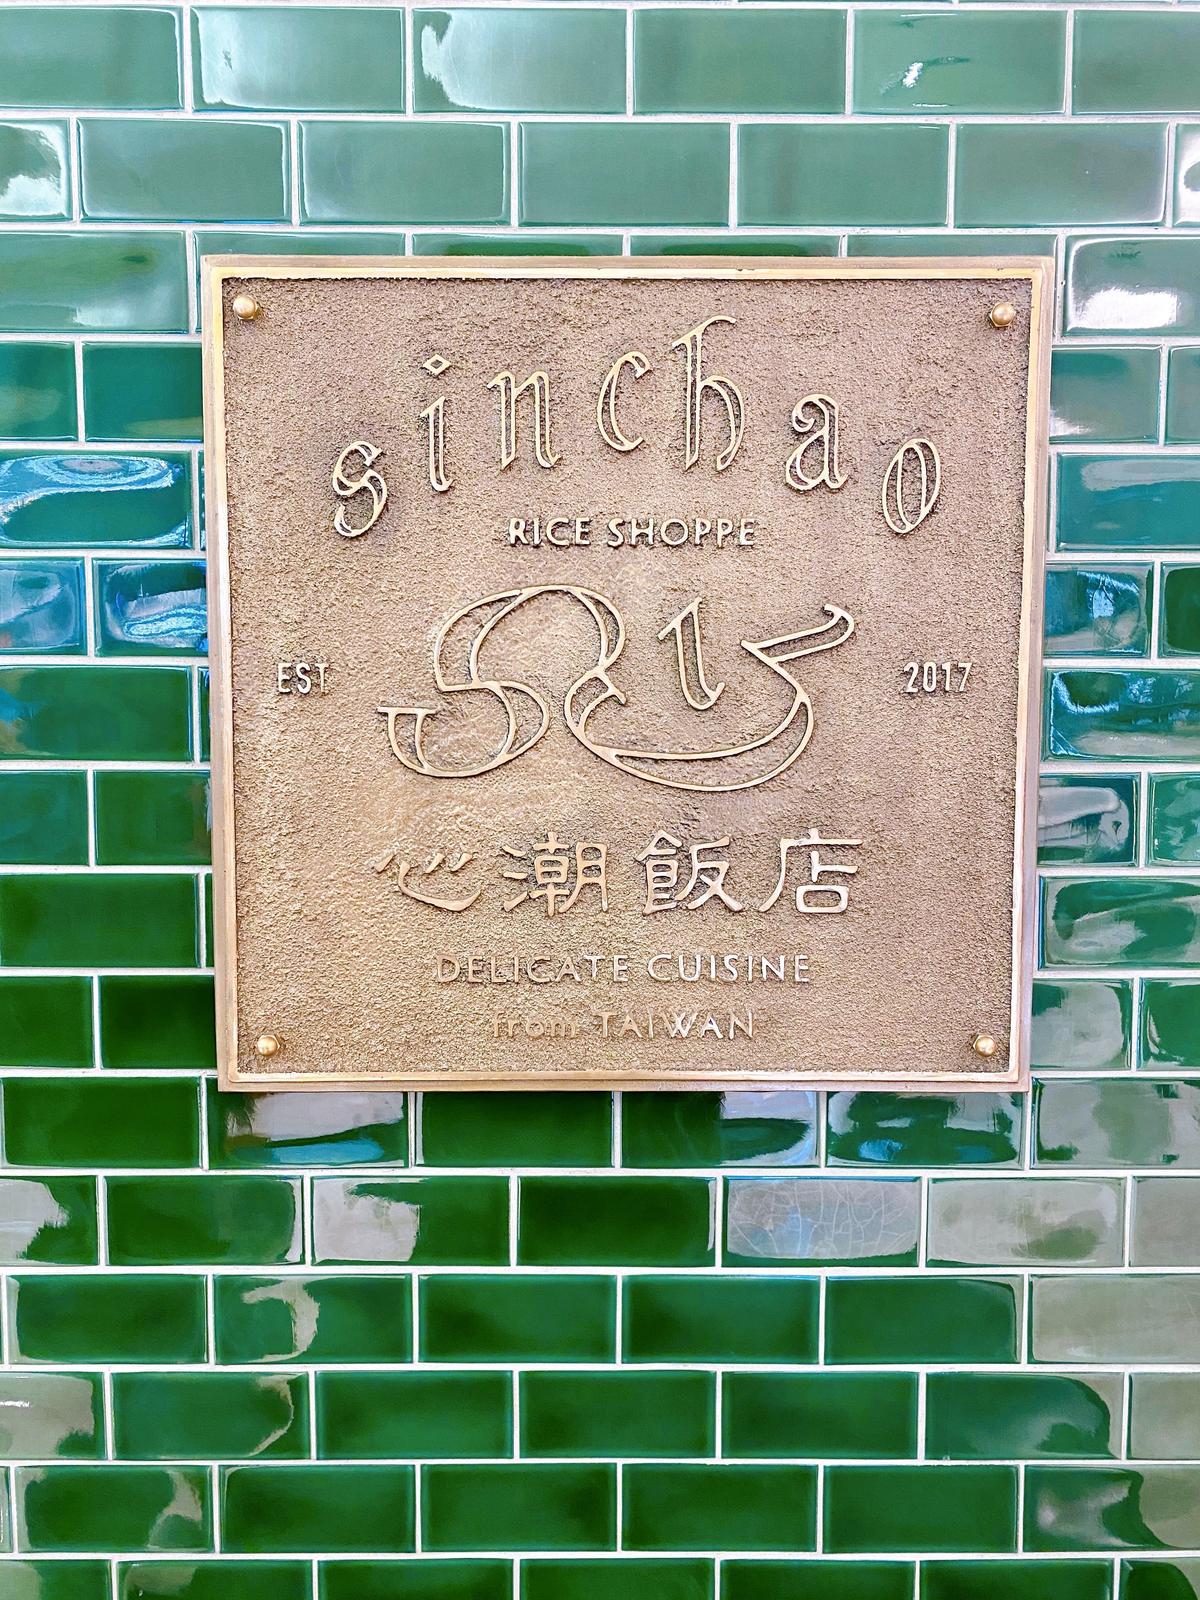 sinchao
RICE SHOPPE
EST 2017
心潮飯店
DELICATE CUISINE
from TAIWAN